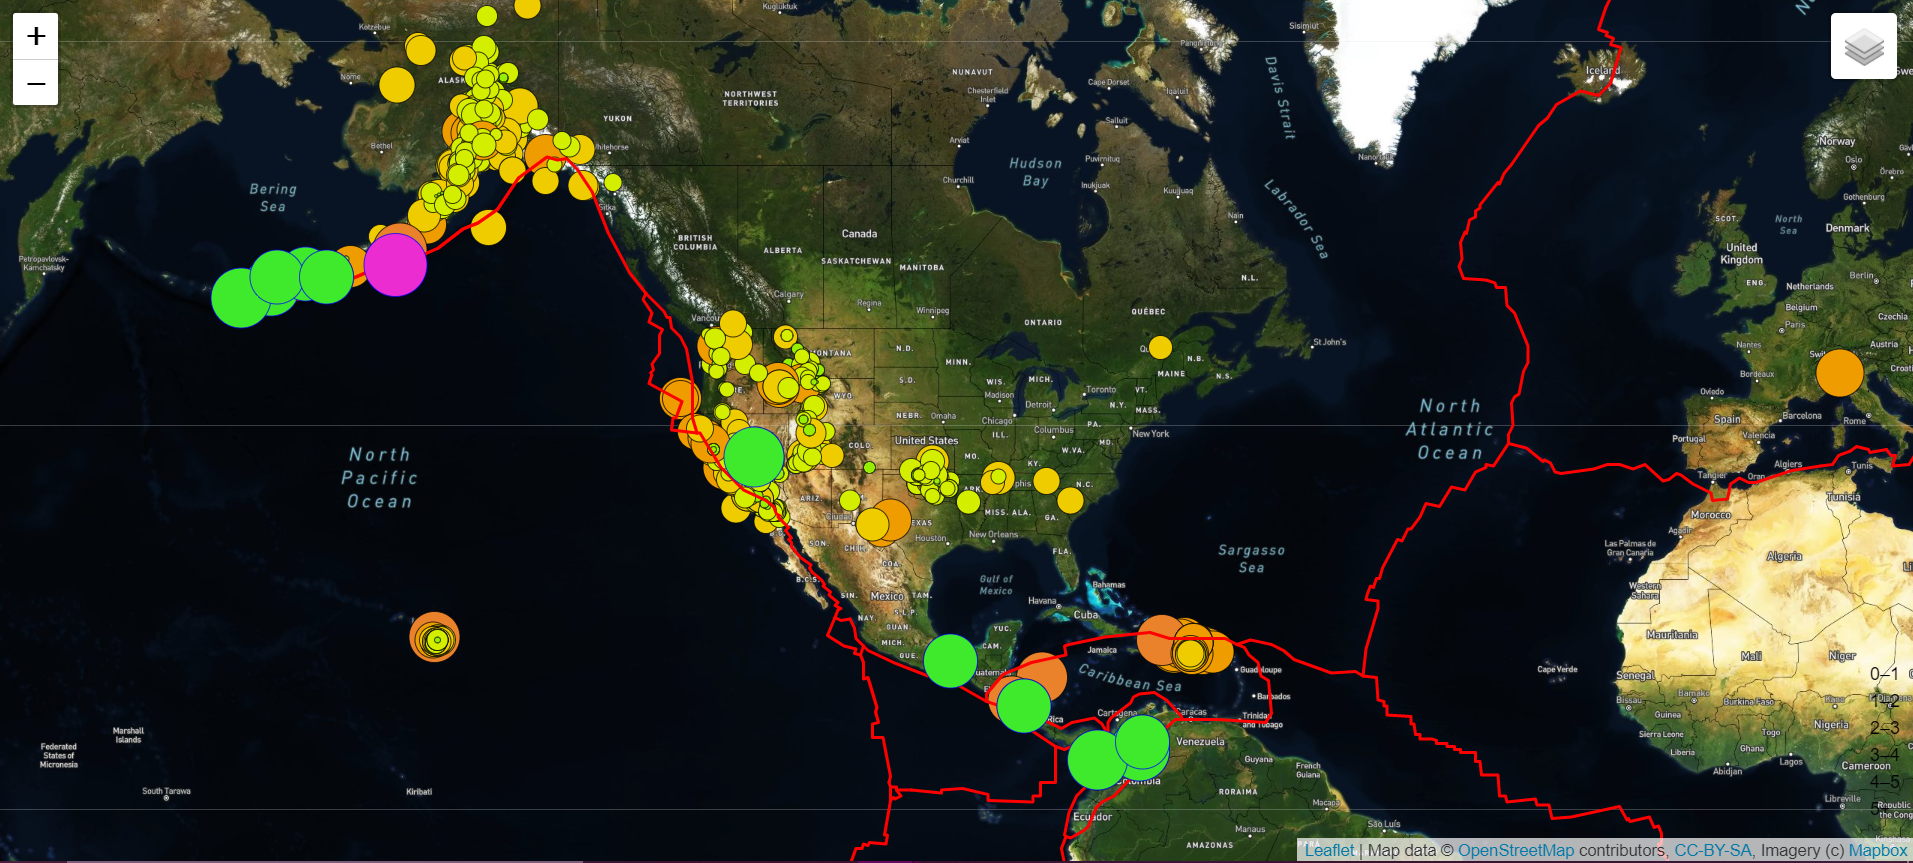 +
−
Kotzebue
Nome
ALASK
Bethel
Bering
Sea
Petropavlovsk-
Kamchatsky
Kugluktuk
NUNAVUT
NORTHWEST
TERRITORIES
YUKON
Whitehorse
Sitka
Chesterfield
Inlet
Cape Dorset
Pangnirtung
Iqaluit
Salluit
Arviat
Puvirnituq
Hudson
Bay
Churchill
Inukjuak
Kuujjuaq
Nain
Sisimiut
Davis Strait
Nanortalik
Labrador Sea
Iceland
Norway
Oslo
Örebro
Gothenburg
SCOT.
North
Sea
Denmark
United
Kingdom
ENG.
Berlin
Netherlands
Belgium
Paris
Czechia
Nantes
Austria
Bordeaux
Croati
Oviedo
Spain
Barcelona
Rome
Portugal
Valencia
Tangier
Oran
Algiers
Tunis
Tunisia
Morocco
Agadir
Las Palmas de
Gran Canaria
Algeria
Western
Sahara
Mauritania
Mali
Niger
Cape Verde
Senegal
Bissau
Bamako
Burkina Faso
Kano
Guinea
Togo
Nigeria
Sierra Leone
Ghana
Liberia
Lagos
Abidjan
Cameroon
Libreville
Republic
the Cong
BRITISH
COLUMBIA
ALBERTA
Canada
SASKATCHEWAN
MANITOBA
Calgary
Regina
Winnipeg
Vancou
ONTARIO
QUÉBEC
N.L.
St John's
N.B.
N.S.
MAINE
MONTANA
N.D.
MINN.
S.D.
WIS.
MICH.
Madison
Toronto
VT.
Detroit
N.Y.
MASS.
WYO.
NEBR.
Omaha
Chicago
PA.
ILL.
Columbus
MD.
New York
COLO.
United States
MO.
KY.
W.VA.
ARIZ.
ARK.
phis
N.C.
MISS.
ALA.
GA.
Ciudad
EXAS
Houston
New Orleans
SON.
CHIH.
COA.
FLA.
B.C.S.
SIN.
Mexico
TAM.
Gulf of
Mexico
Bahamas
Havana
Cuba
NAY.
S.L.P.
GUAN.
MICH.
GUE.
YUC.
CAM.
Jamaica
Guatemala
Caribbean Sea
Guadeloupe
Barbados
Trinidad
and Tobago
Rica
Cartagena
Caracas
Venezuela
Colombia
Guyana
French
Guiana
RORAIMA
Macapá
Ecuador
Manaus
São Luís
AMAZONAS
PARÁ
North
Pacific
Ocean
North
Atlantic
Ocean
Sargasso
Sea
Marshall
Islands
Federated
States of
Micronesia
South Tarawa
Kiribati
0–1
2–3
3–4
4–5
Leaflet | Map data © OpenStreetMap contributors, CC-BY-SA, Imagery (c) Mapbox